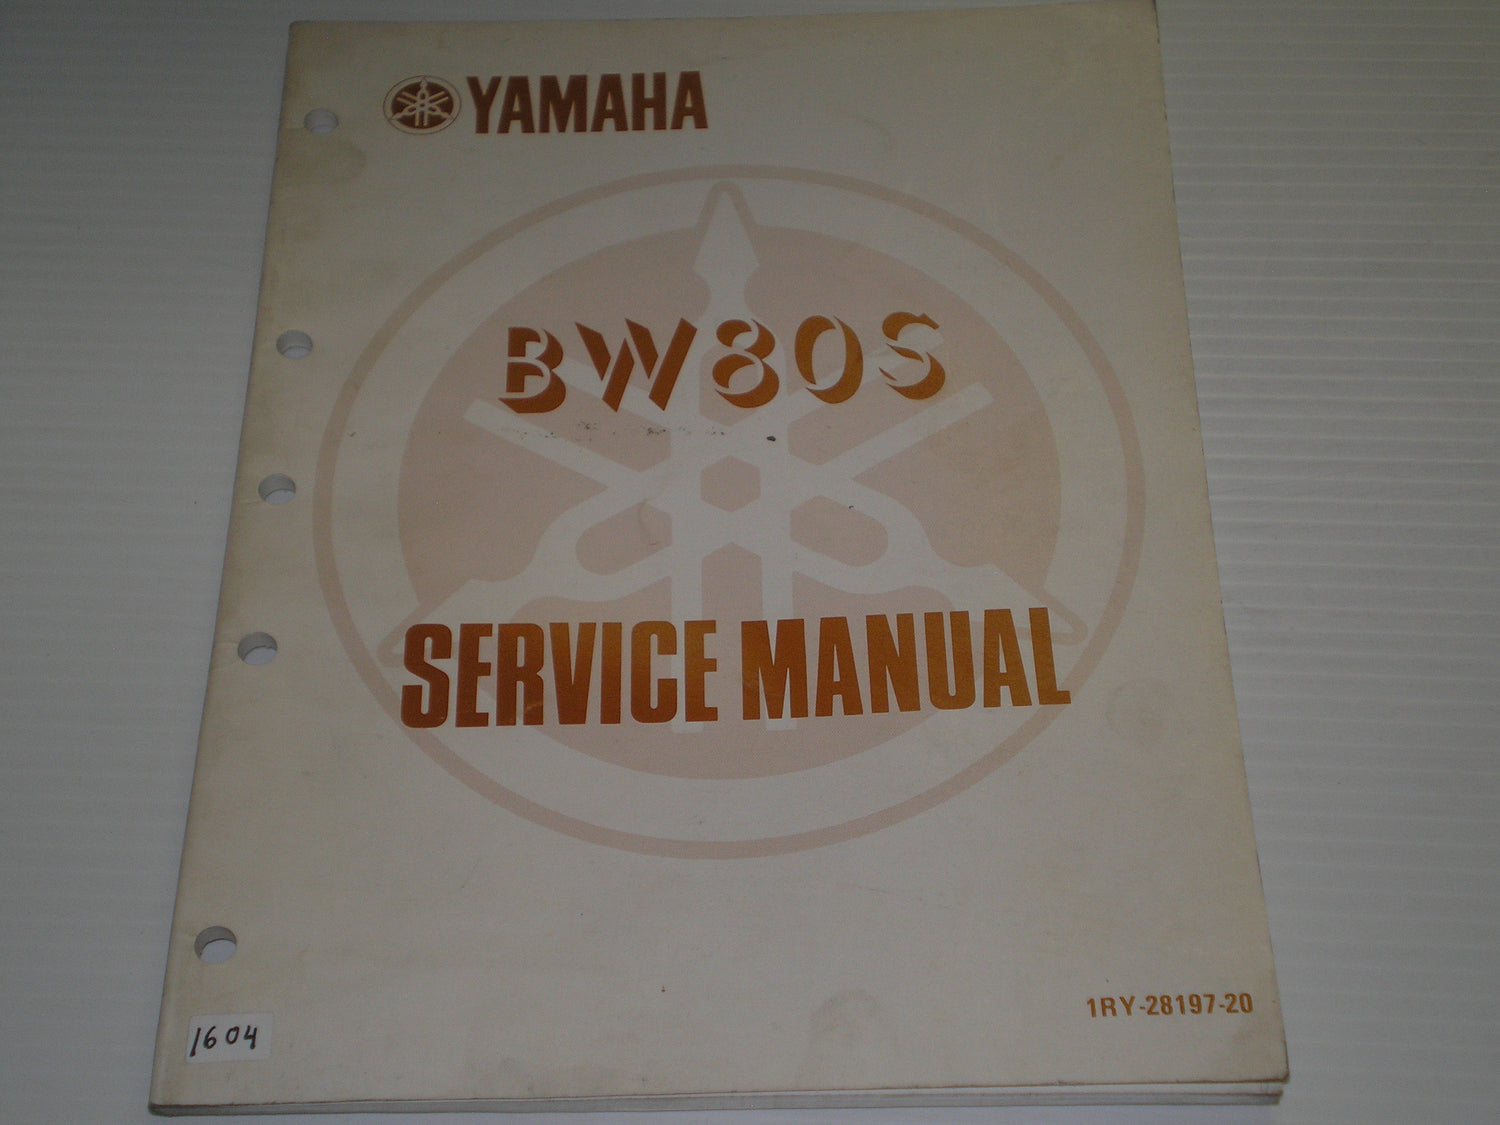 YAMAHA
BW80S
SERVICE MANUAL
1RY-28197-20
1604